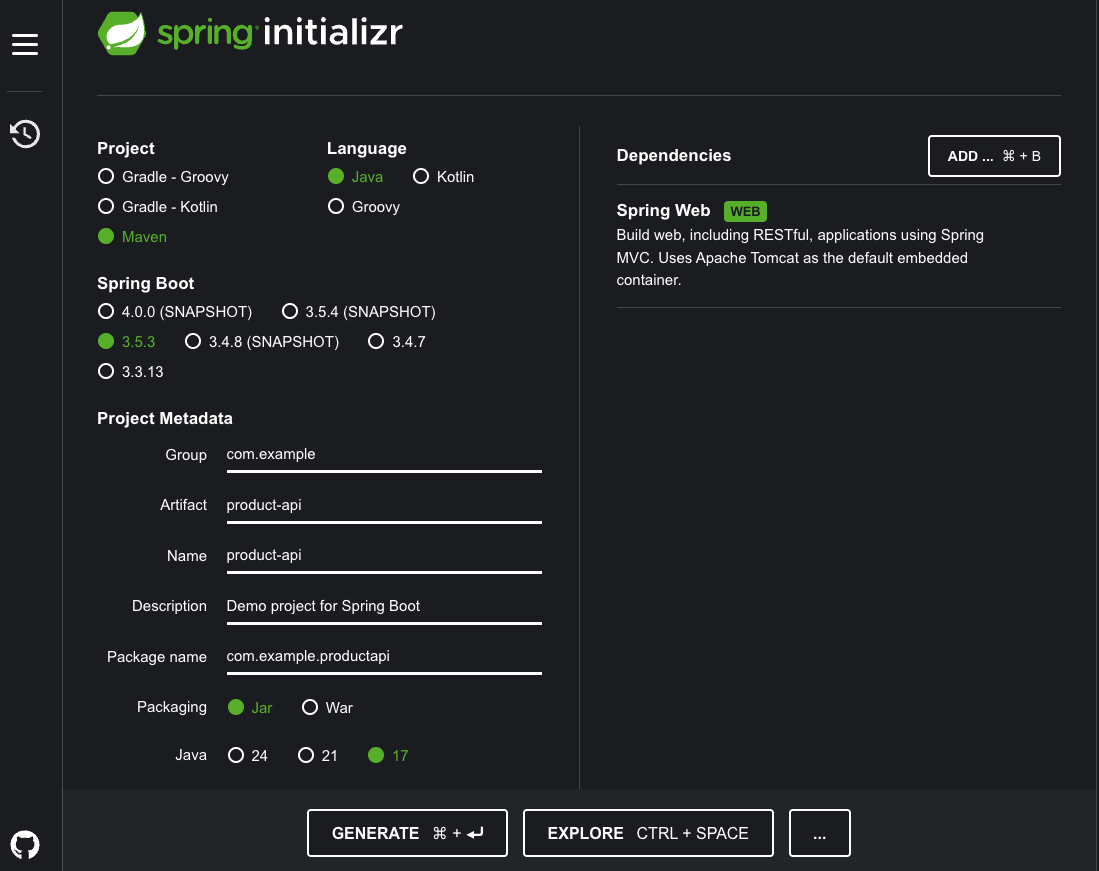 spring initializr
Project
Gradle - Groovy
Gradle - Kotlin
Maven
Language
Java Kotlin
Groovy
Spring Boot
4.0.0 (SNAPSHOT) 3.5.4 (SNAPSHOT)
3.5.3 3.4.8 (SNAPSHOT) 3.4.7
3.3.13
Project Metadata
Group com.example
Artifact product-api
Name product-api
Description Demo project for Spring Boot
Package name com.example.productapi
Packaging Jar War
Java 24 21 17
Dependencies ADD ... ⌘ + B
Spring Web WEB
Build web, including RESTful, applications using Spring
MVC. Uses Apache Tomcat as the default embedded
container.
GENERATE ⌘ + ⏎ EXPLORE CTRL + SPACE ...